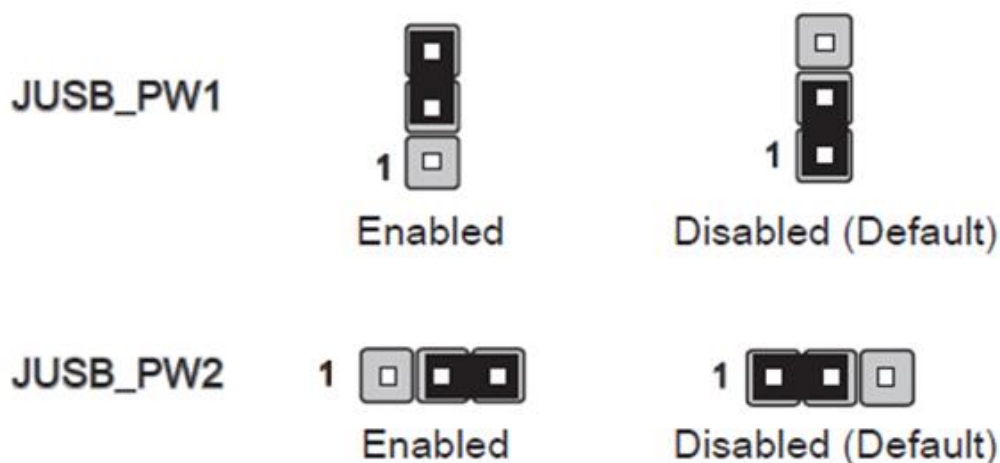 JUSB_PW1
1
1
Enabled
Disabled (Default)
JUSB_PW2
1
1
Enabled
Disabled (Default)